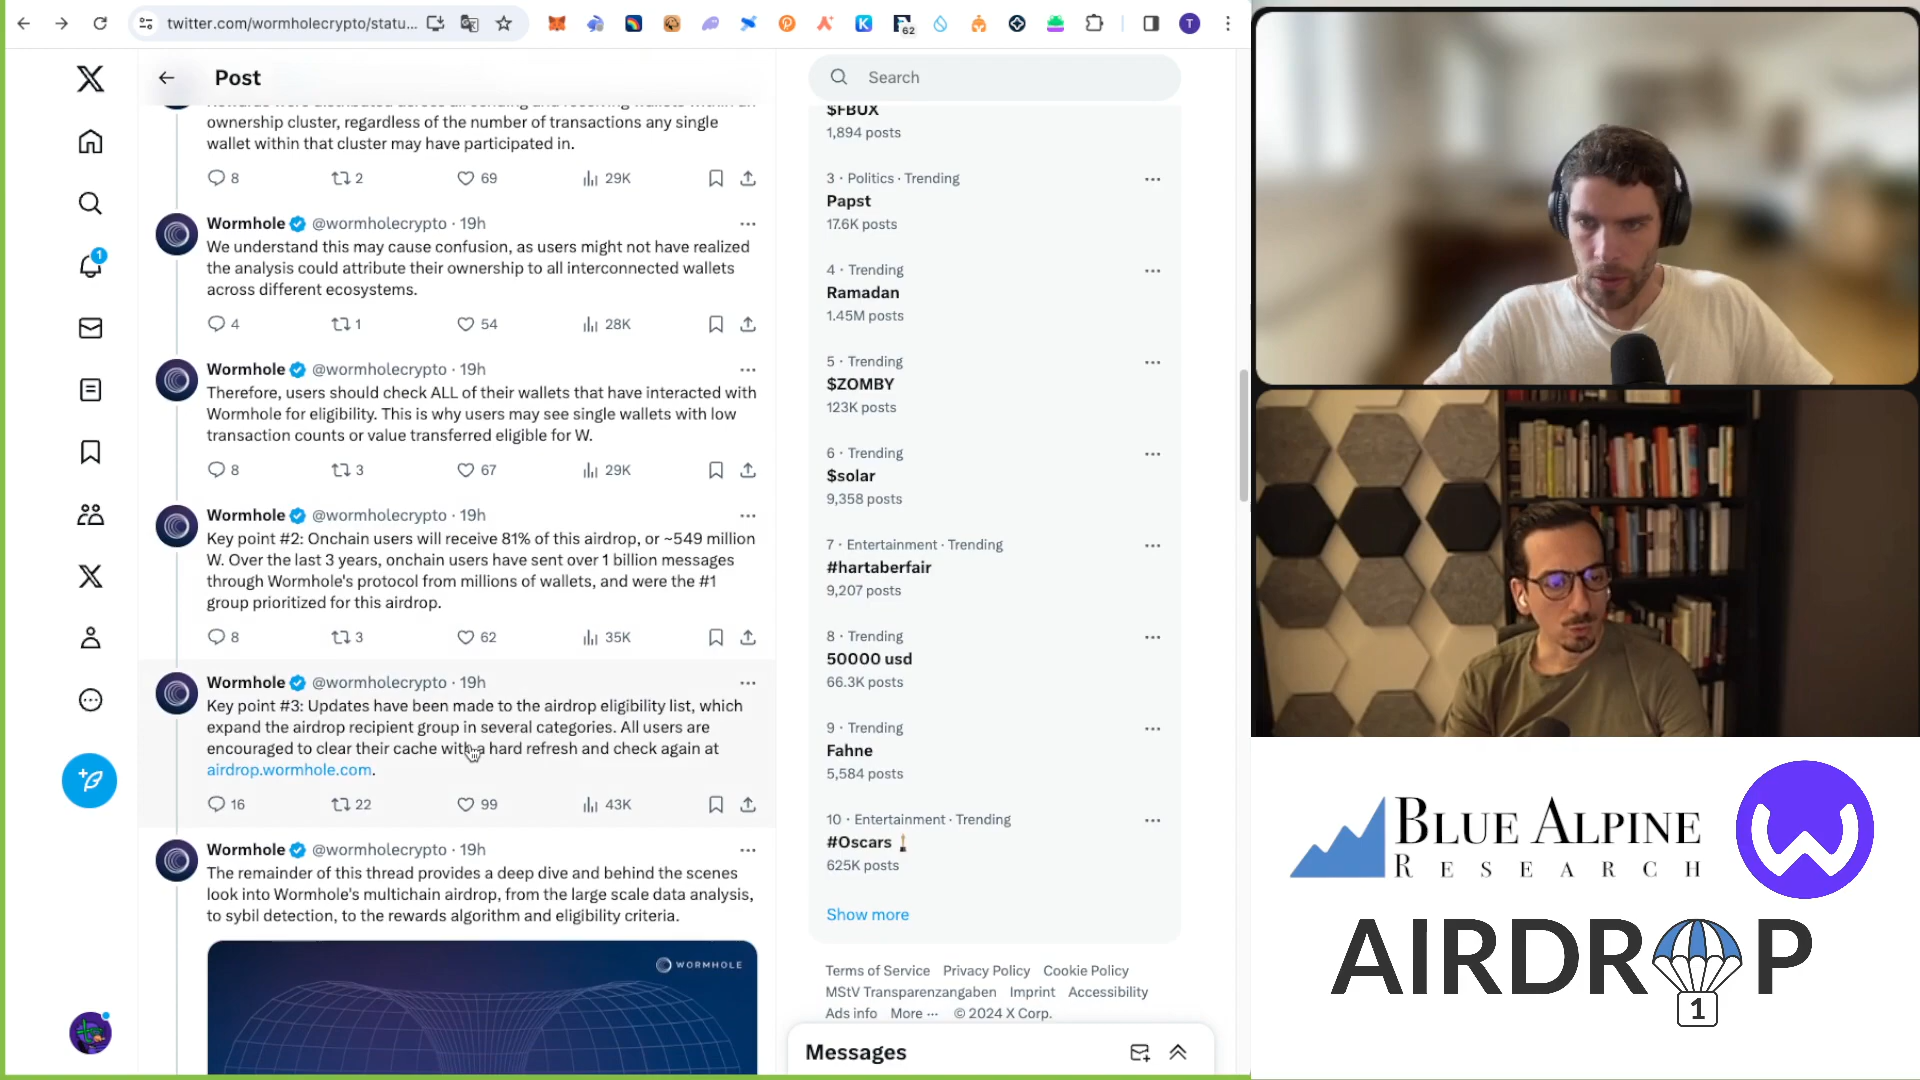 twitter.com/wormholecrypto/statu...
62
T
Post
Search
ownership cluster, regardless of the number of transactions any single
wallet within that cluster may have participated in.
8 2 69 29K
Wormhole @wormholecrypto · 19h
We understand this may cause confusion, as users might not have realized
the analysis could attribute their ownership to all interconnected wallets
across different ecosystems.
4 1 54 28K
Wormhole @wormholecrypto · 19h
Therefore, users should check ALL of their wallets that have interacted with
Wormhole for eligibility. This is why users may see single wallets with low
transaction counts or value transferred eligible for W.
8 3 67 29K
Wormhole @wormholecrypto · 19h
Key point #2: Onchain users will receive 81% of this airdrop, or ~549 million
W. Over the last 3 years, onchain users have sent over 1 billion messages
through Wormhole's protocol from millions of wallets, and were the #1
group prioritized for this airdrop.
8 3 62 35K
Wormhole @wormholecrypto · 19h
Key point #3: Updates have been made to the airdrop eligibility list, which
expand the airdrop recipient group in several categories. All users are
encouraged to clear their cache with a hard refresh and check again at
airdrop.wormhole.com.
16 22 99 43K
Wormhole @wormholecrypto · 19h
The remainder of this thread provides a deep dive and behind the scenes
look into Wormhole's multichain airdrop, from the large scale data analysis,
to sybil detection, to the rewards algorithm and eligibility criteria.
WORMHOLE
1
$FBUX
1,894 posts
3 · Politics · Trending
Papst
17.6K posts
4 · Trending
Ramadan
1.45M posts
5 · Trending
$ZOMBY
123K posts
6 · Trending
$solar
9,358 posts
7 · Entertainment · Trending
#hartaberfair
9,207 posts
8 · Trending
50000 usd
66.3K posts
9 · Trending
Fahne
5,584 posts
10 · Entertainment · Trending
#Oscars
625K posts
Show more
Terms of Service Privacy Policy Cookie Policy
MStV Transparenzangaben Imprint Accessibility
Ads info More ··· © 2024 X Corp.
Messages
BLUE ALPINE
RESEARCH
AIRDROP
1